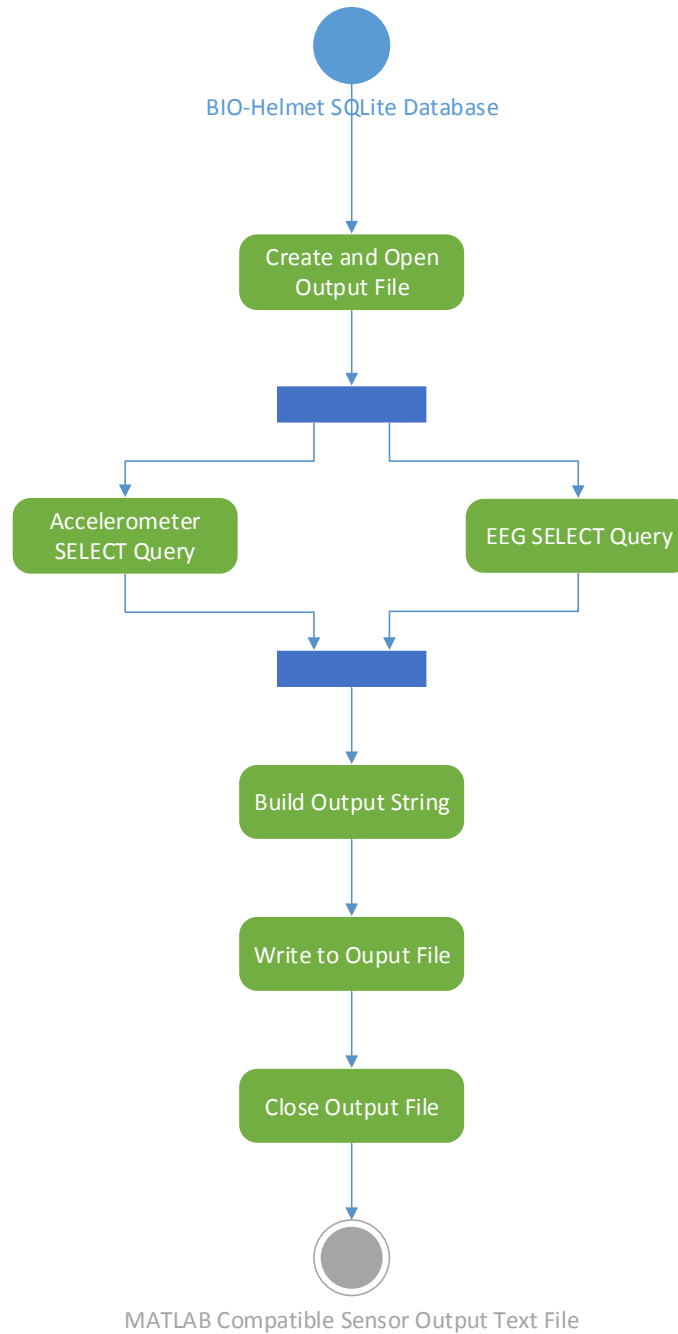 BIO-Helmet SQLite Database
Create and Open
Output File
Accelerometer
SELECT Query
EEG SELECT Query
Build Output String
Write to Ouput File
Close Output File
MATLAB Compatible Sensor Output Text File